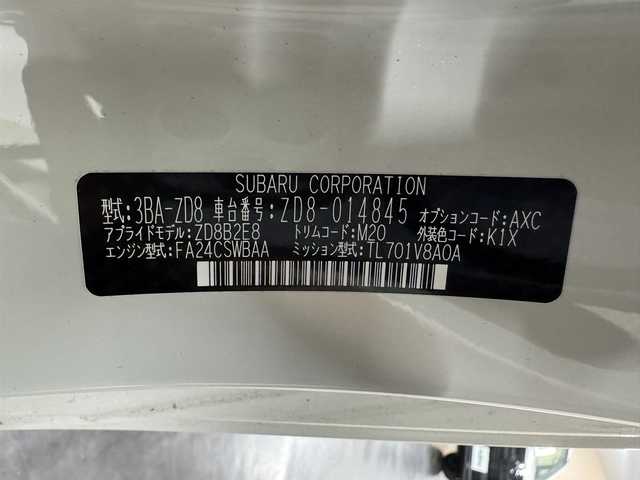 SUBARU CORPORATION
型式:3BA-ZD8 車台番号:ZD8-014845 オプションコード:AXC
アプライドモデル:ZD8B2E8 トリムコード:M20 外装色コード:K1X
エンジン型式:FA24CSWBAA ミッション型式:TL701V8A0A